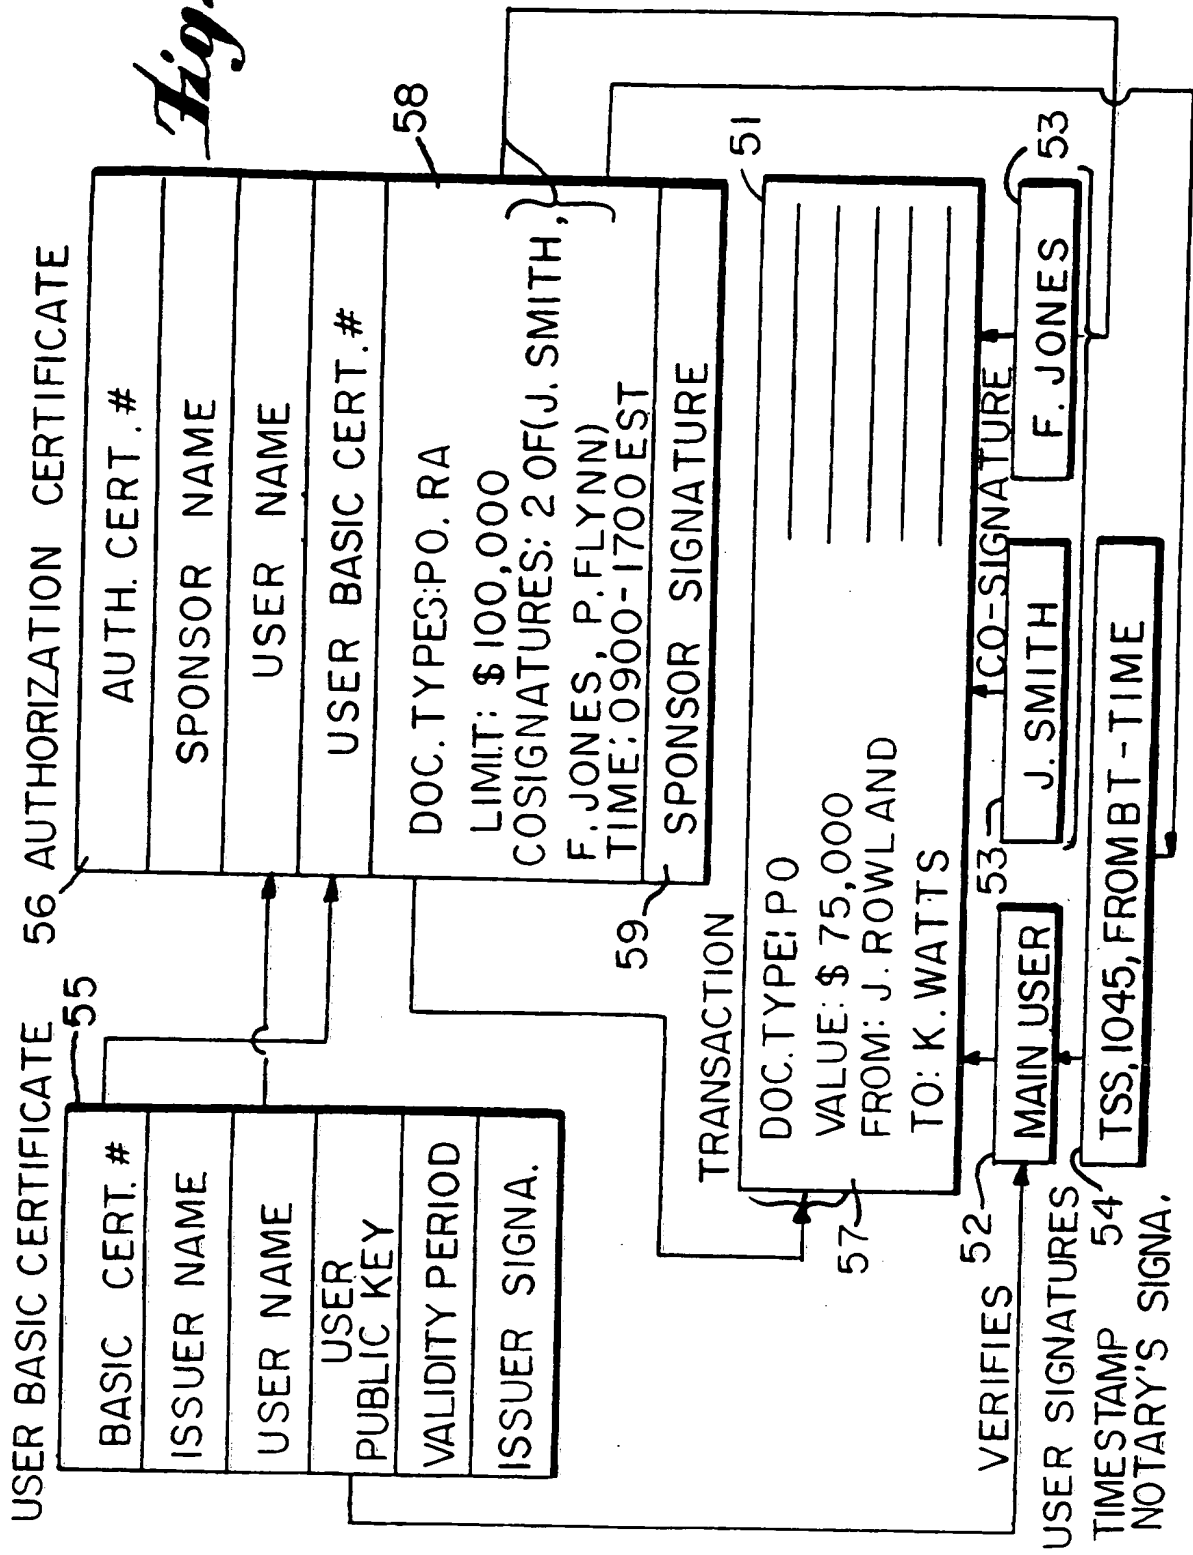 Fig.
USER BASIC CERTIFICATE
55
BASIC CERT. #
ISSUER NAME
USER NAME
USER
PUBLIC KEY
VALIDITY PERIOD
ISSUER SIGNA.
56 AUTHORIZATION CERTIFICATE
AUTH. CERT. #
SPONSOR NAME
USER NAME
USER BASIC CERT. #
58
DOC. TYPES: PO. RA
LIMIT: $ 100,000
COSIGNATURES: 2 OF (J. SMITH,
F. JONES, P. FLYNN)
TIME: 0900-1700 EST
59
SPONSOR SIGNATURE
TRANSACTION
51
DOC. TYPE: PO
VALUE: $ 75,000
FROM: J. ROWLAND
TO: K. WATTS
57
VERIFIES
52
MAIN USER
CO-SIGNATURE
53
J. SMITH
F. JONES
53
USER SIGNATURES
TIMESTAMP
NOTARY'S SIGNA.
54
TSS, 1045, FROM BT-TIME